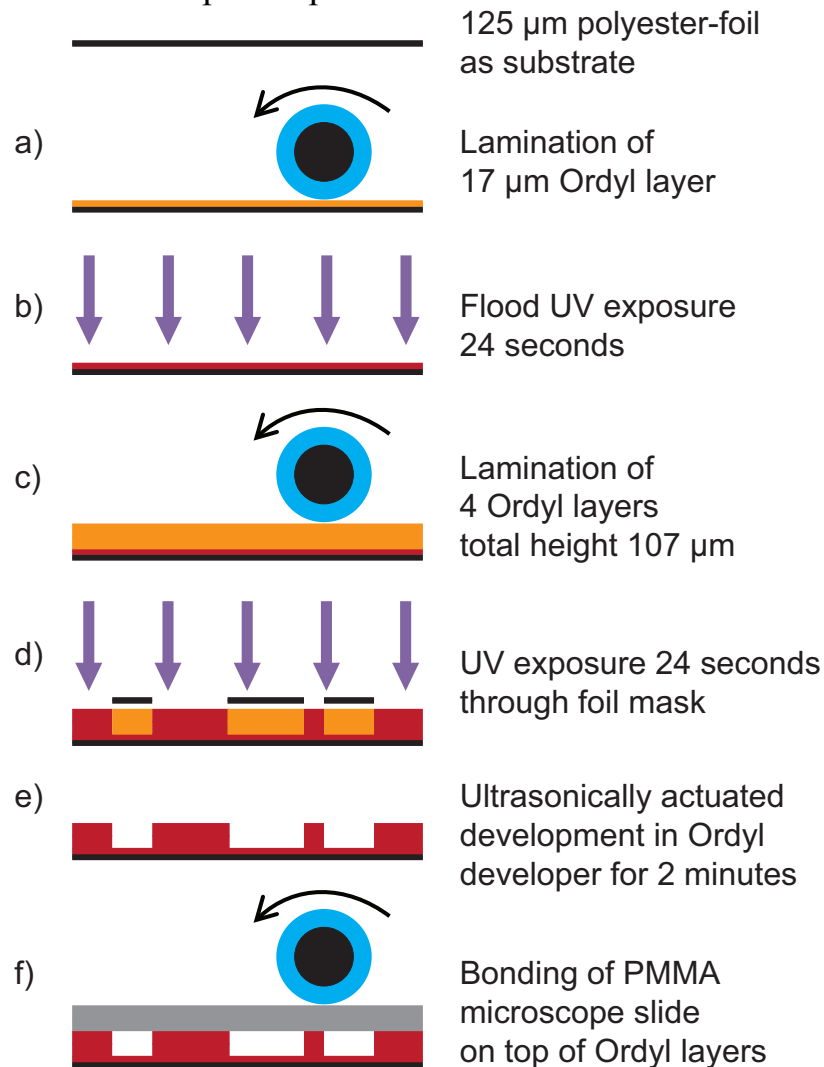 125 µm polyester-foil
as substrate
a)
Lamination of
17 µm Ordyl layer
b)
Flood UV exposure
24 seconds
c)
Lamination of
4 Ordyl layers
total height 107 µm
d)
UV exposure 24 seconds
through foil mask
e)
Ultrasonically actuated
development in Ordyl
developer for 2 minutes
f)
Bonding of PMMA
microscope slide
on top of Ordyl layers